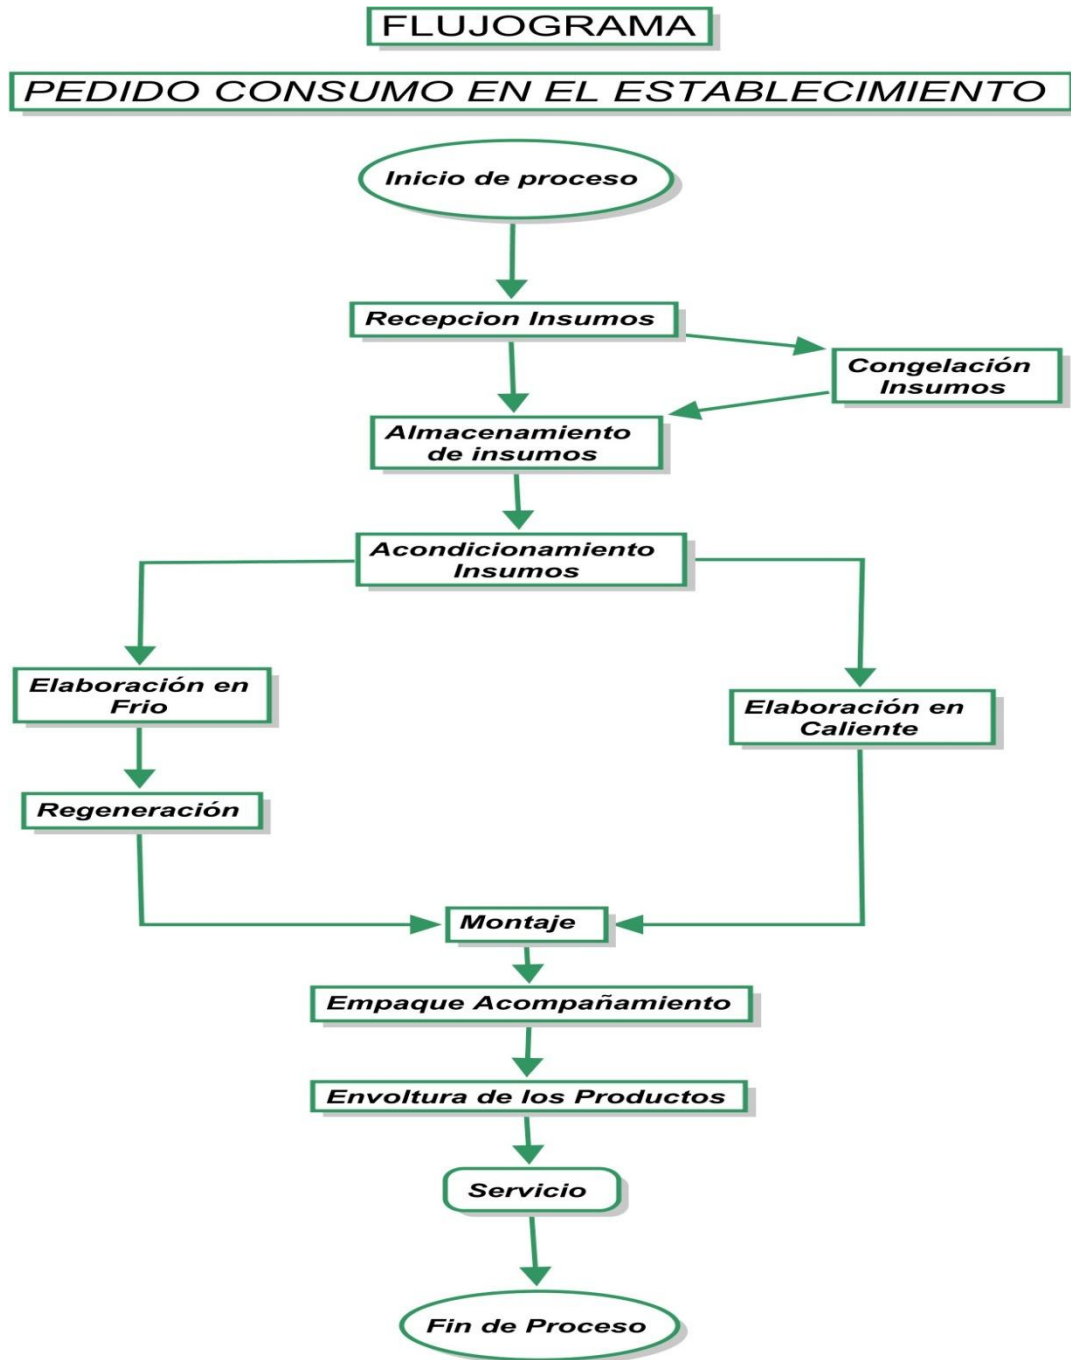 FLUJOGRAMA
PEDIDO CONSUMO EN EL ESTABLECIMIENTO
Inicio de proceso
Recepcion Insumos
Congelación
Insumos
Almacenamiento
de insumos
Acondicionamiento
Insumos
Elaboración en
Frio
Elaboración en
Caliente
Regeneración
Montaje
Empaque Acompañamiento
Envoltura de los Productos
Servicio
Fin de Proceso